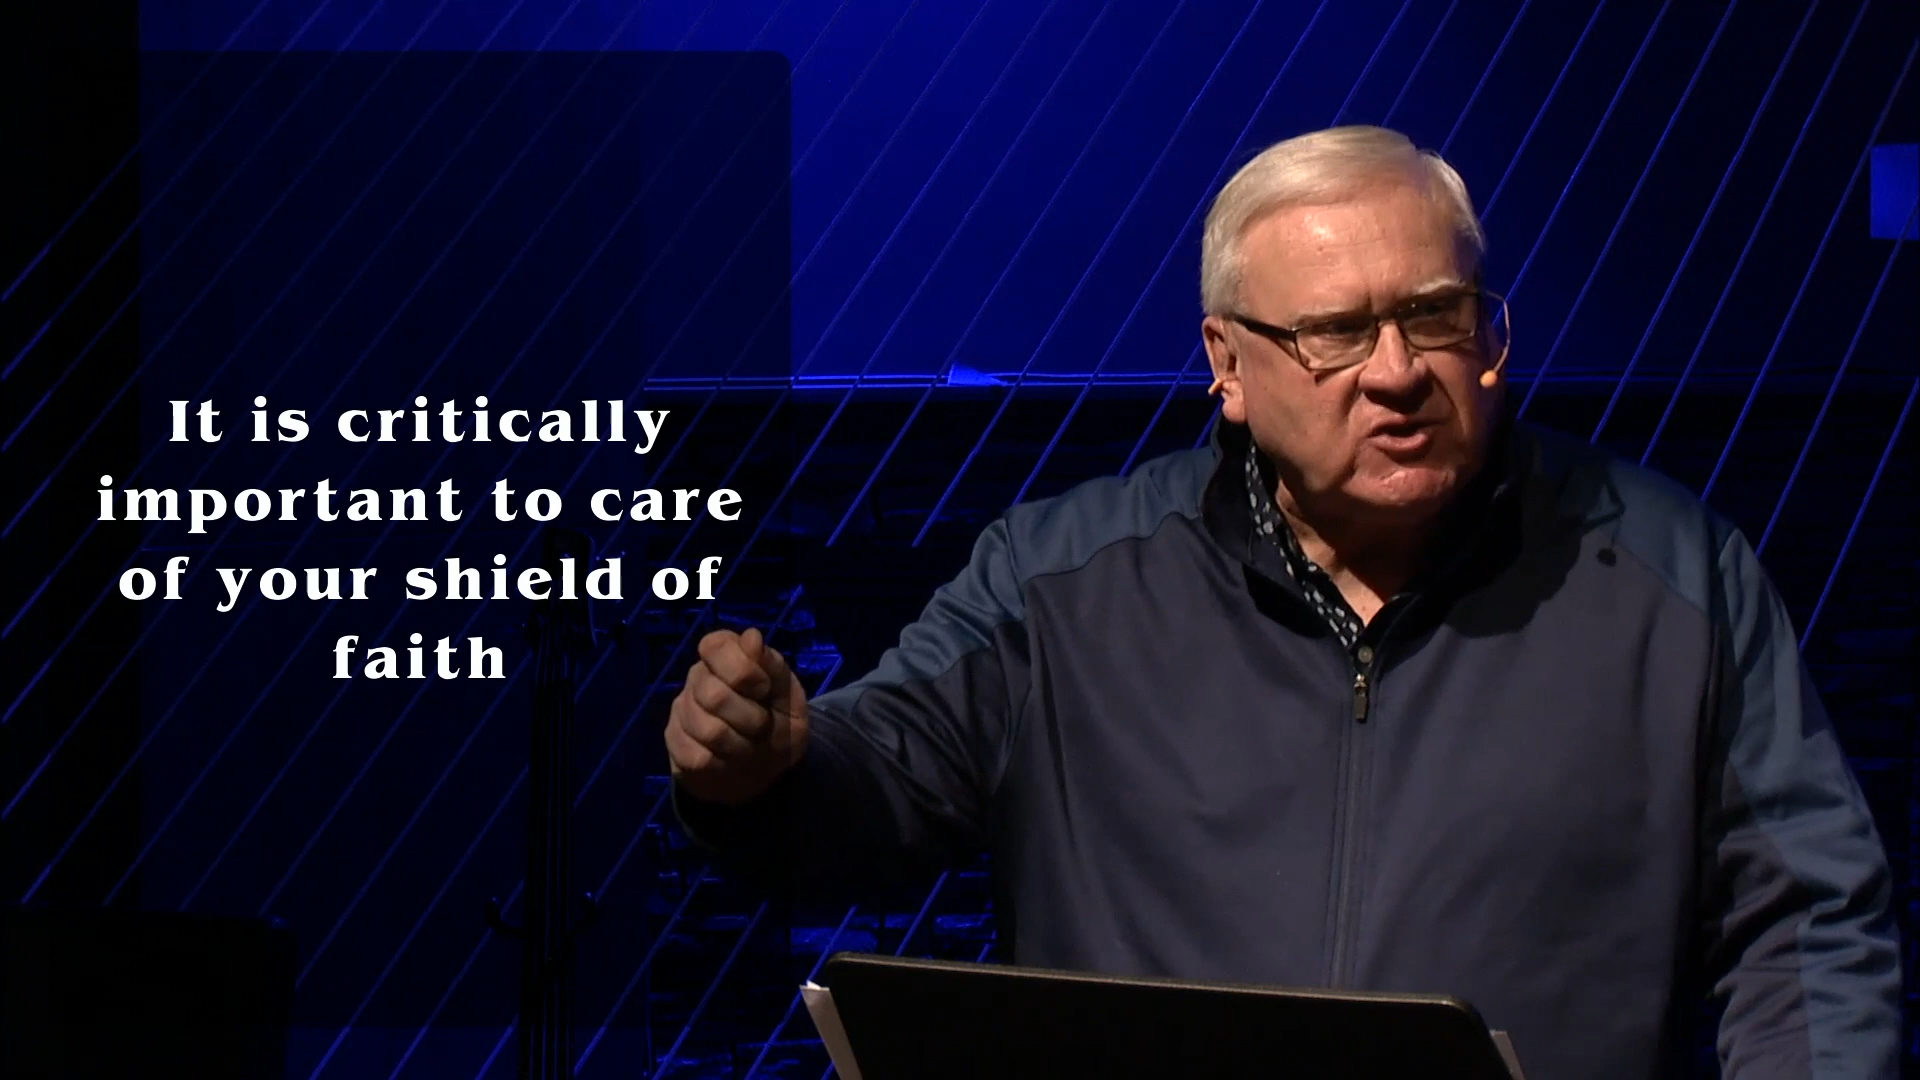 It is critically
important to care
of your shield of
faith